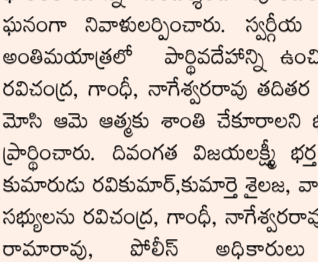 ఘనంగా నివాళులర్పించారు. స్వర్గీయ
అంతిమయాత్రలో పార్థివదేహాన్ని ఉంచి
రవిచంద్ర, గాంధీ, నాగేశ్వరరావు తదితర
మోసి ఆమె ఆత్మకు శాంతి చేకూరాలని
ప్రార్థించారు. దివంగత విజయలక్ష్మీ భర్త
కుమారుడు రవికుమార్,కుమార్తె శైలజ, వా
సభ్యులను రవిచంద్ర, గాంధీ, నాగేశ్వరరావు
రామారావు, పోలీస్ అధికారులు